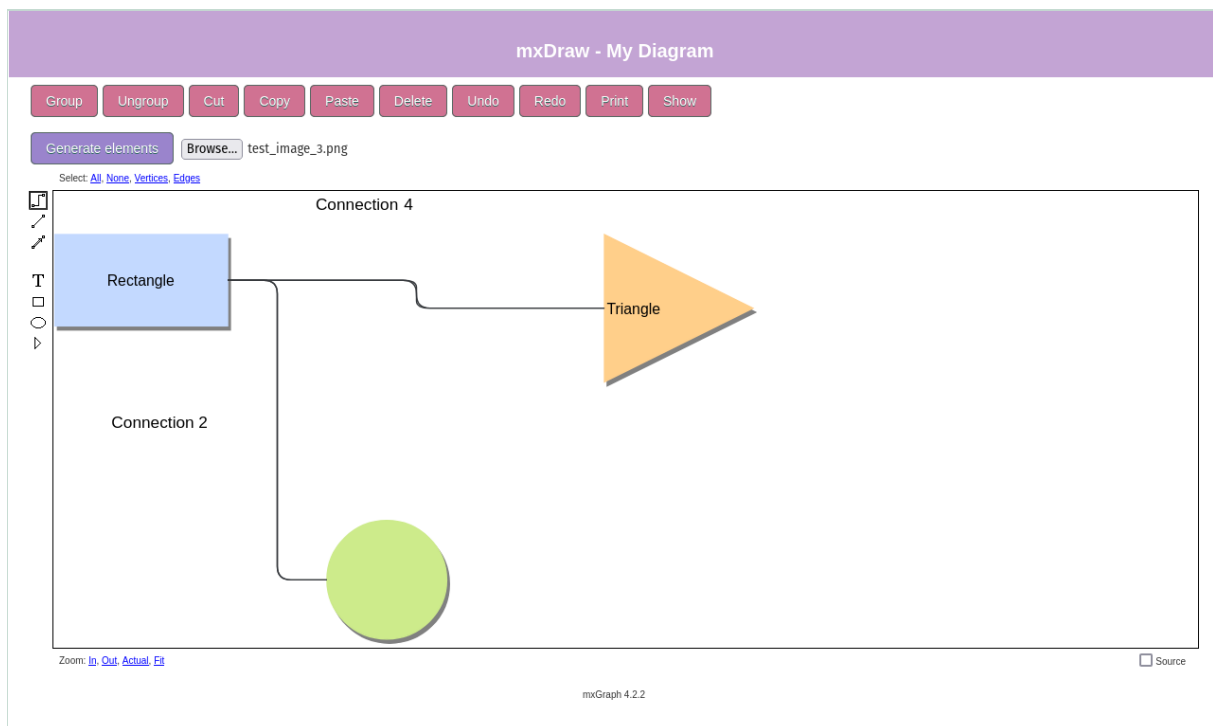 mxDraw - My Diagram
Group Ungroup Cut Copy Paste Delete Undo Redo Print Show
Generate elements Browse... test_image_3.png
Select: All, None, Vertices, Edges
Connection 4
T
Rectangle
Triangle
Connection 2
Zoom: In, Out, Actual, Fit
Source
mxGraph 4.2.2